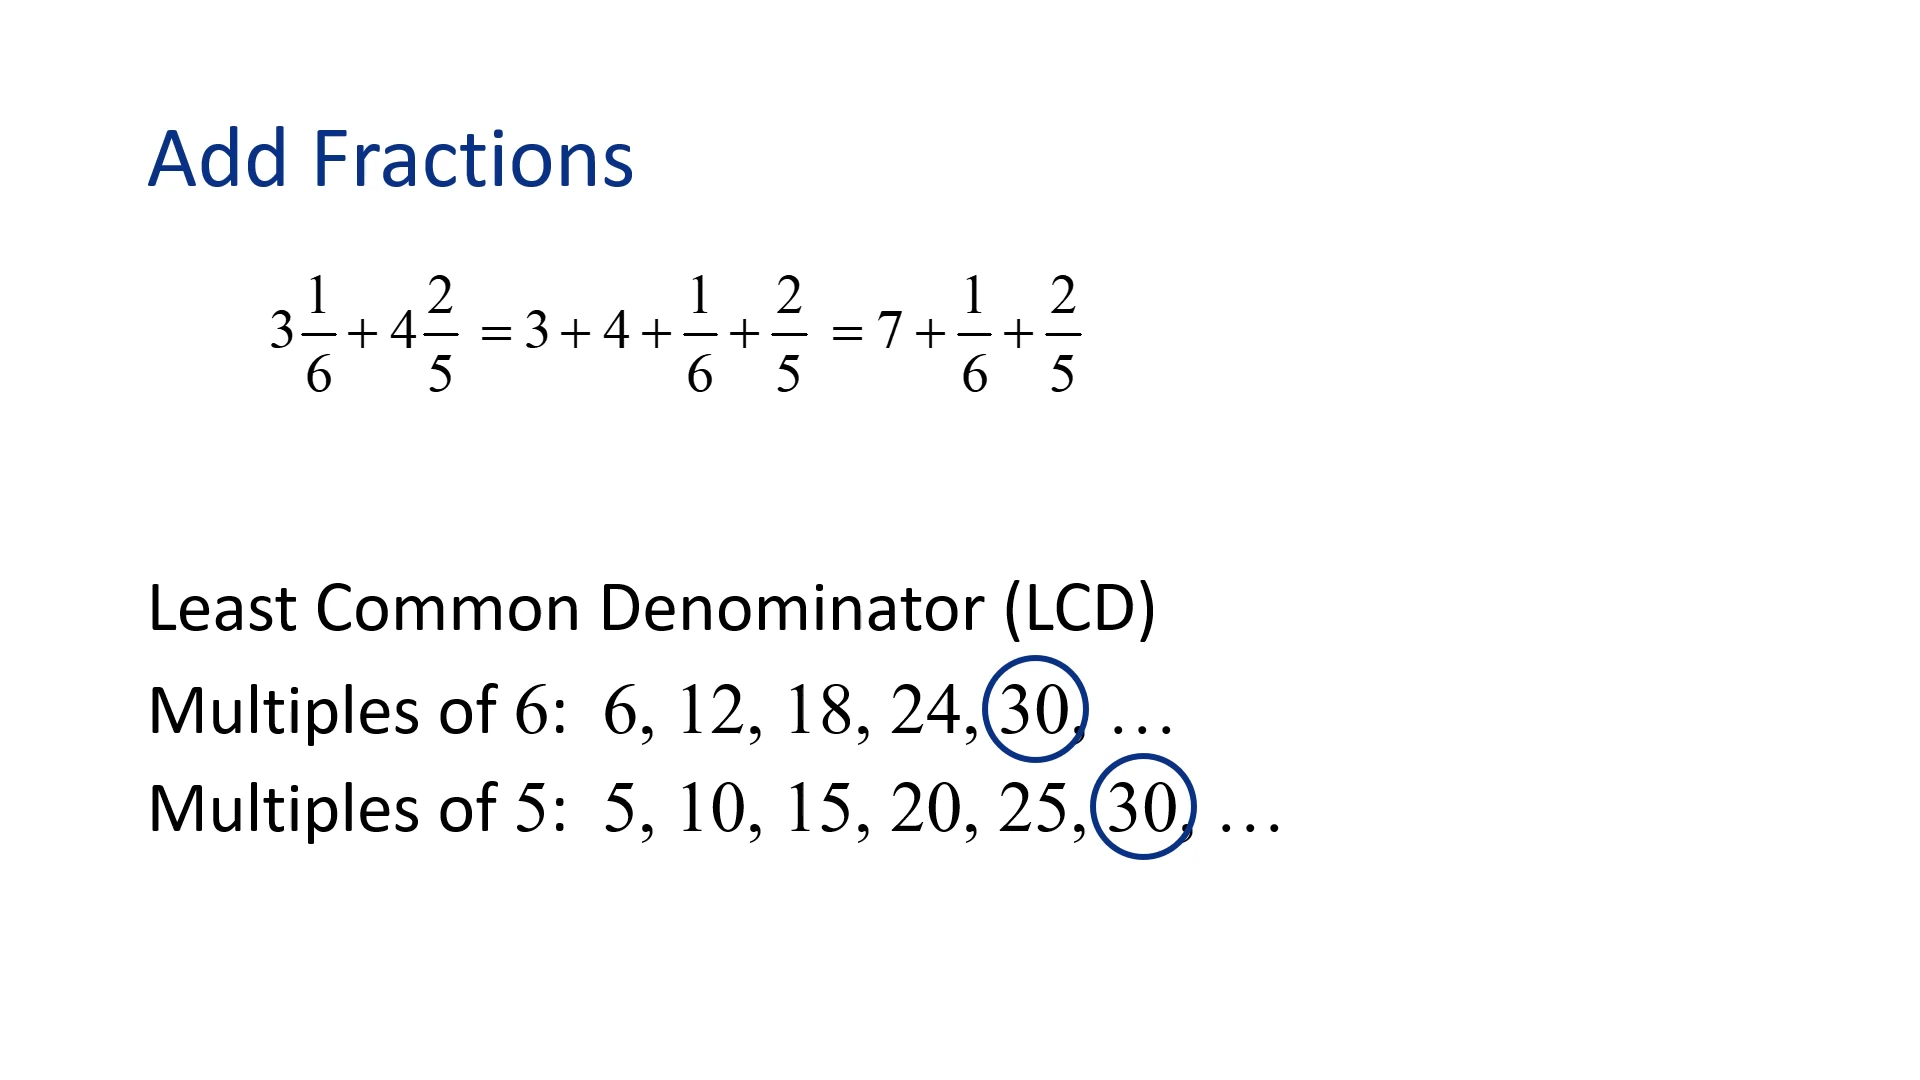 Add Fractions
3 1/6 + 4 2/5 = 3 + 4 + 1/6 + 2/5 = 7 + 1/6 + 2/5
Least Common Denominator (LCD)
Multiples of 6: 6, 12, 18, 24, 30, …
Multiples of 5: 5, 10, 15, 20, 25, 30, …